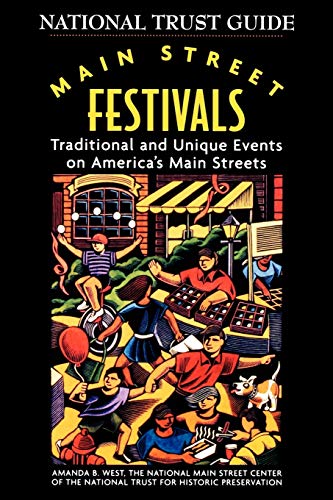 NATIONAL TRUST GUIDE
MAIN STREET
FESTIVALS
Traditional and Unique Events
on America's Main Streets
AMANDA B. WEST, THE NATIONAL MAIN STREET CENTER
OF THE NATIONAL TRUST FOR HISTORIC PRESERVATION